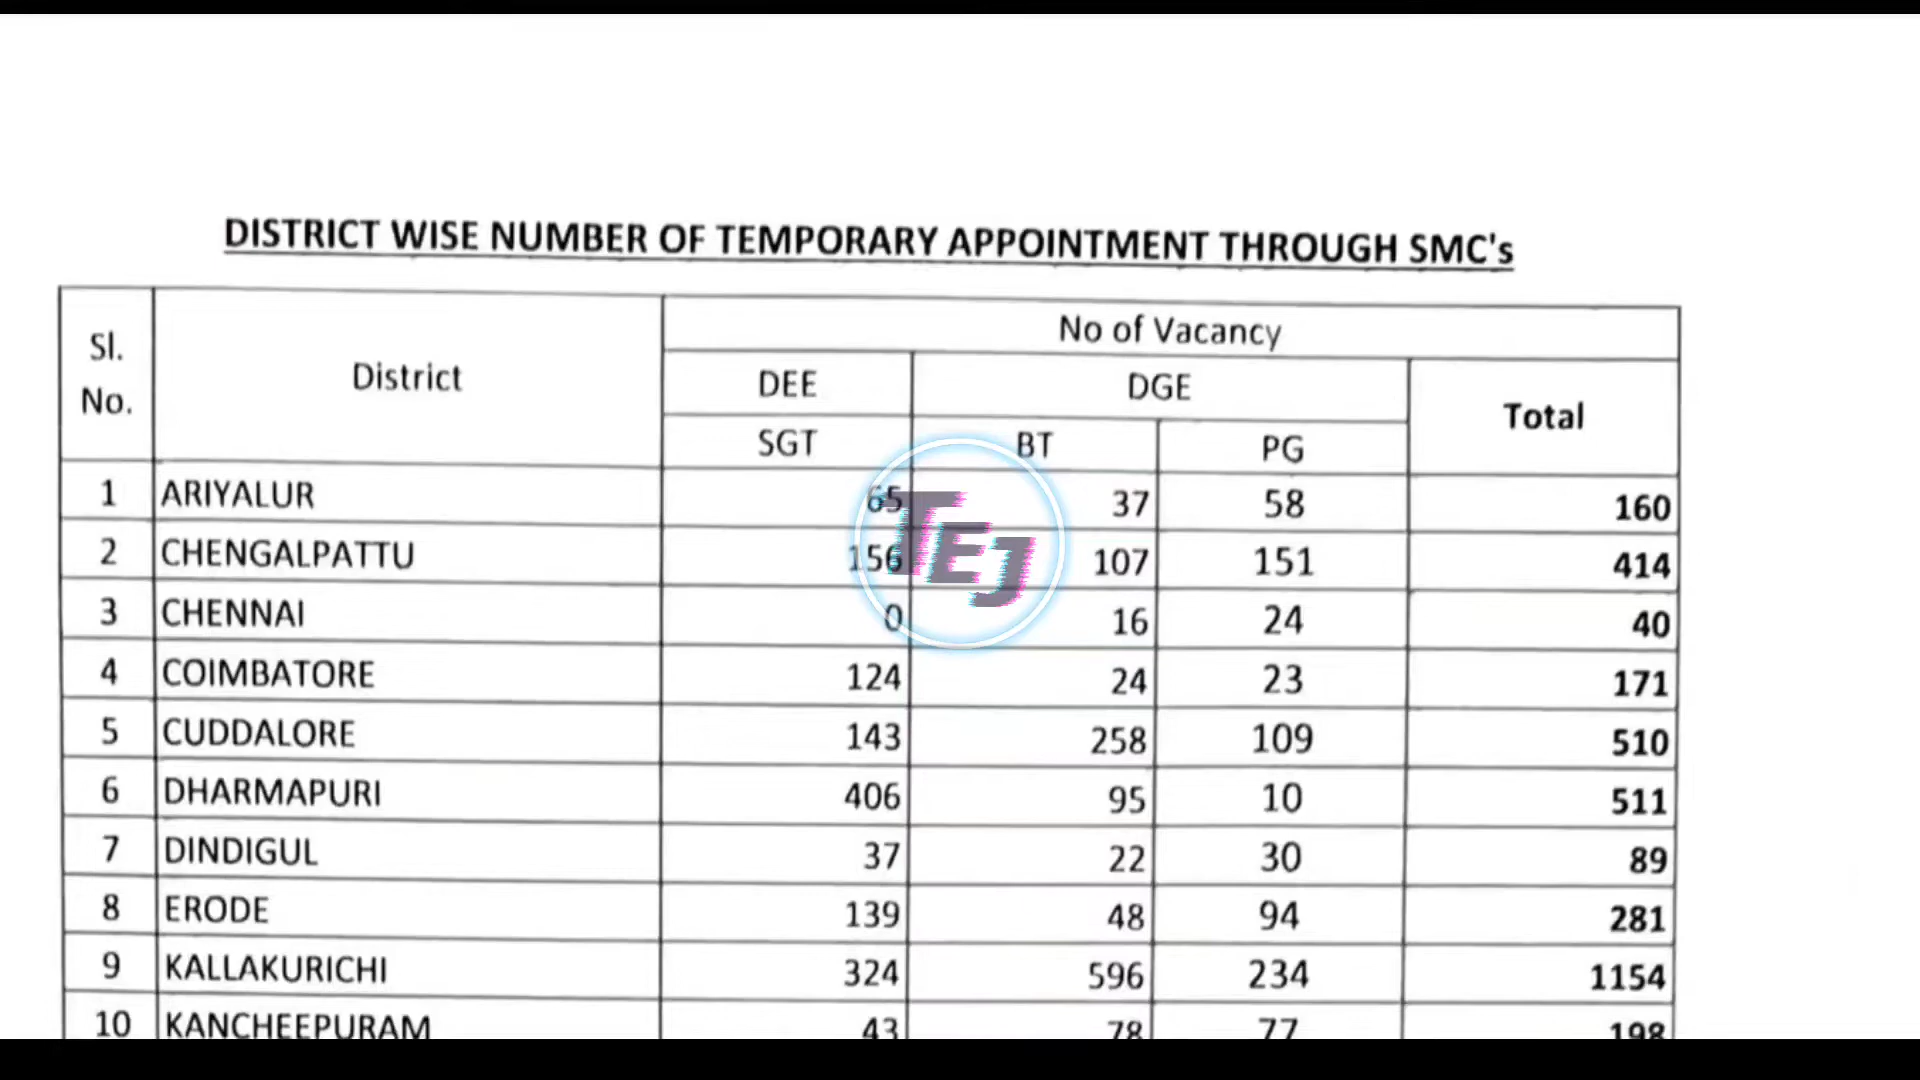 DISTRICT WISE NUMBER OF TEMPORARY APPOINTMENT THROUGH SMC's
Sl. No. District No of Vacancy
DEE DGE Total
SGT BT PG
1 ARIYALUR 65 37 58 160
2 CHENGALPATTU 156 107 151 414
3 CHENNAI 0 16 24 40
4 COIMBATORE 124 24 23 171
5 CUDDALORE 143 258 109 510
6 DHARMAPURI 406 95 10 511
7 DINDIGUL 37 22 30 89
8 ERODE 139 48 94 281
9 KALLAKURICHI 324 596 234 1154
10 KANCHEEPURAM 43 78 77 198
TEJ